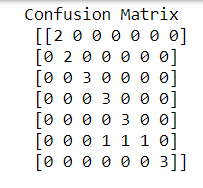 Confusion Matrix
[[2 0 0 0 0 0 0]
[0 2 0 0 0 0 0]
[0 0 3 0 0 0 0]
[0 0 0 3 0 0 0]
[0 0 0 0 3 0 0]
[0 0 0 1 1 1 0]
[0 0 0 0 0 0 3]]